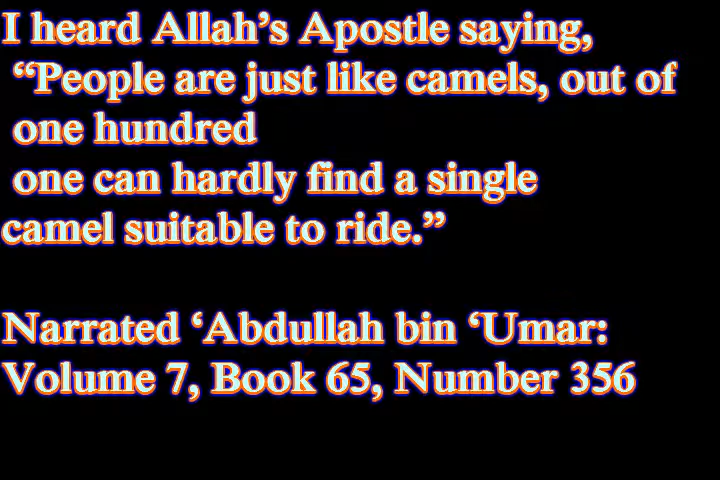 I heard Allah’s Apostle saying,
“People are just like camels, out of
one hundred
one can hardly find a single
camel suitable to ride.”
Narrated ‘Abdullah bin ‘Umar:
Volume 7, Book 65, Number 356